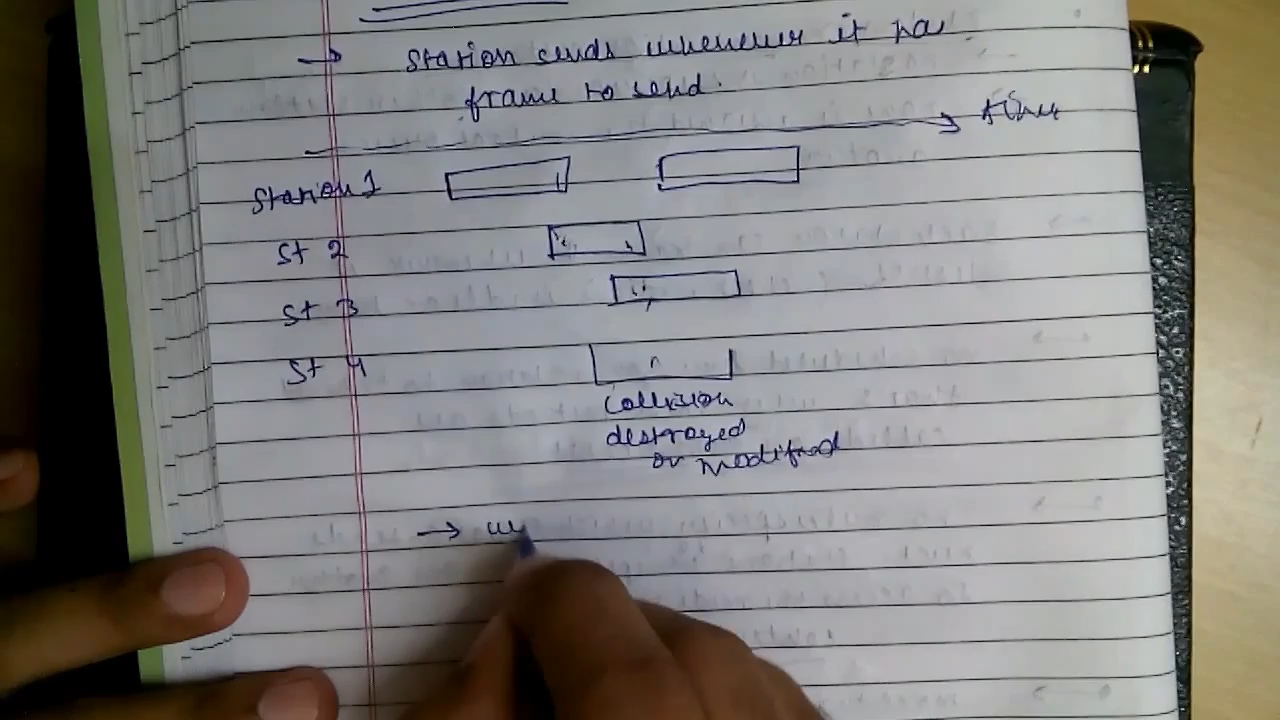 → Station sends whenever it ha
frame to send.
time
Station 1
St 2
St 3
St 4
Collision
destroyed
or Modified
→